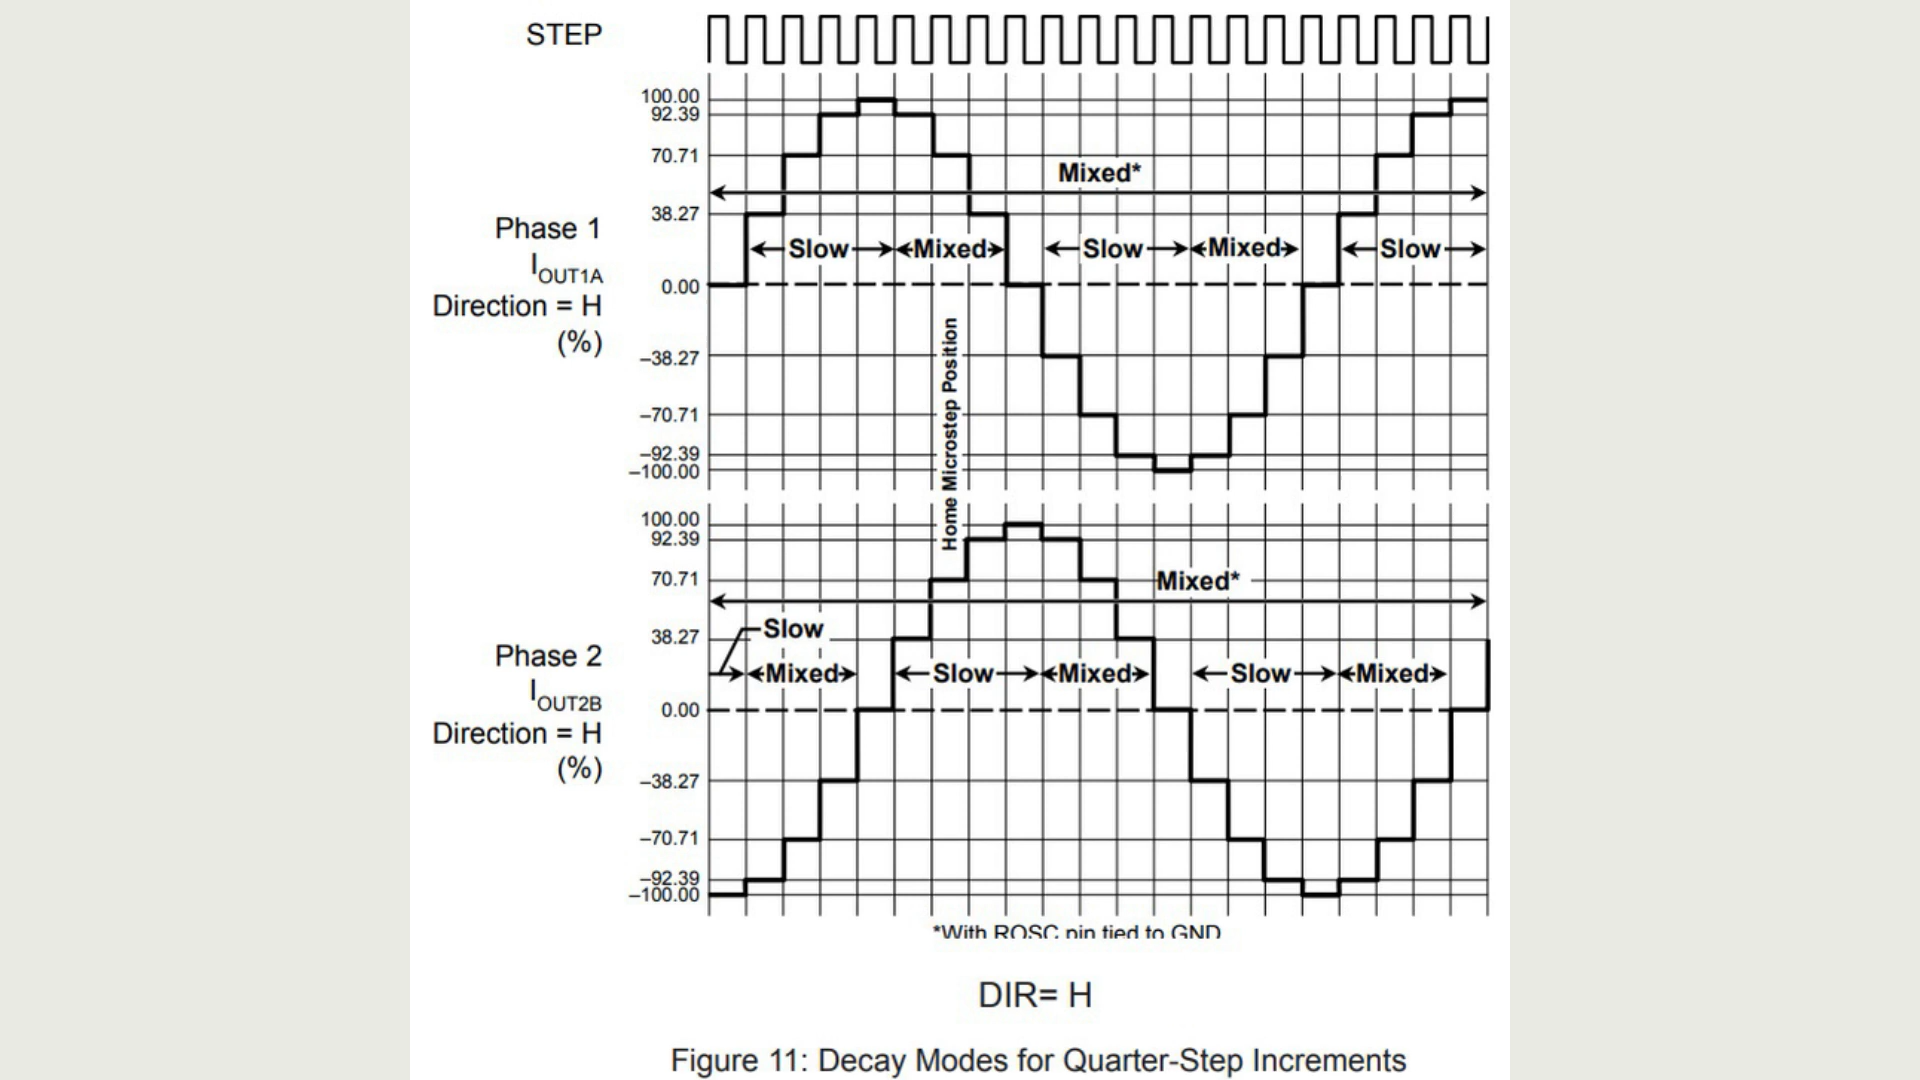 STEP
100.00
92.39
70.71
Mixed*
38.27
Phase 1
Slow Mixed Slow Mixed Slow
IOUT1A
0.00
Direction = H
(%)
–38.27
–70.71
–92.39
–100.00
Home Microstep Position
100.00
92.39
70.71
Mixed*
Slow
38.27
Phase 2
Mixed Slow Mixed Slow Mixed
IOUT2B
0.00
Direction = H
(%)
–38.27
–70.71
–92.39
–100.00
*With ROSC pin tied to GND
DIR= H
Figure 11: Decay Modes for Quarter-Step Increments